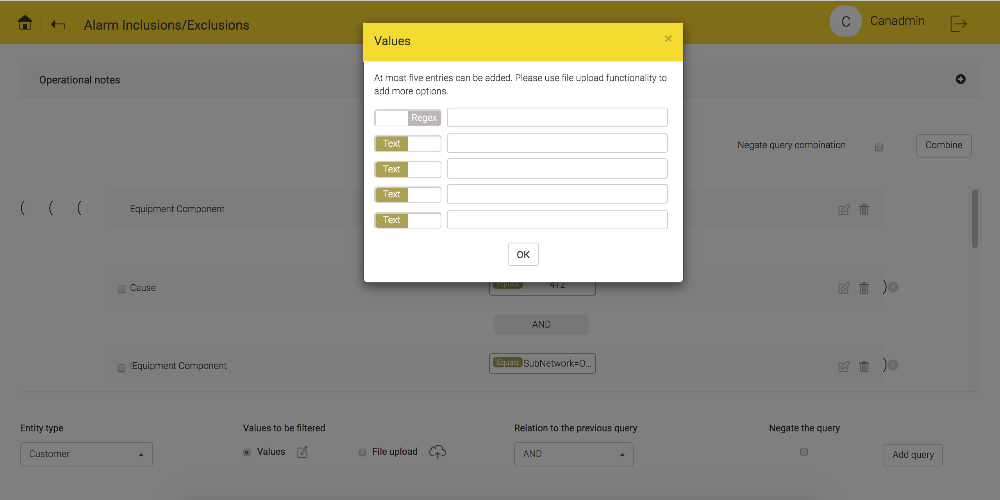 Alarm Inclusions/Exclusions
C
Canadmin
Values
×
Operational notes
At most five entries can be added. Please use file upload functionality to
add more options.
Regex
Text
Text
Text
Text
OK
Negate query combination
Combine
( ( ( Equipment Component
Cause
Equals 412
) X
AND
!Equipment Component
Equals SubNetwork=O...
) X
Entity type
Values to be filtered
Relation to the previous query
Negate the query
Customer
Values
File upload
AND
Add query